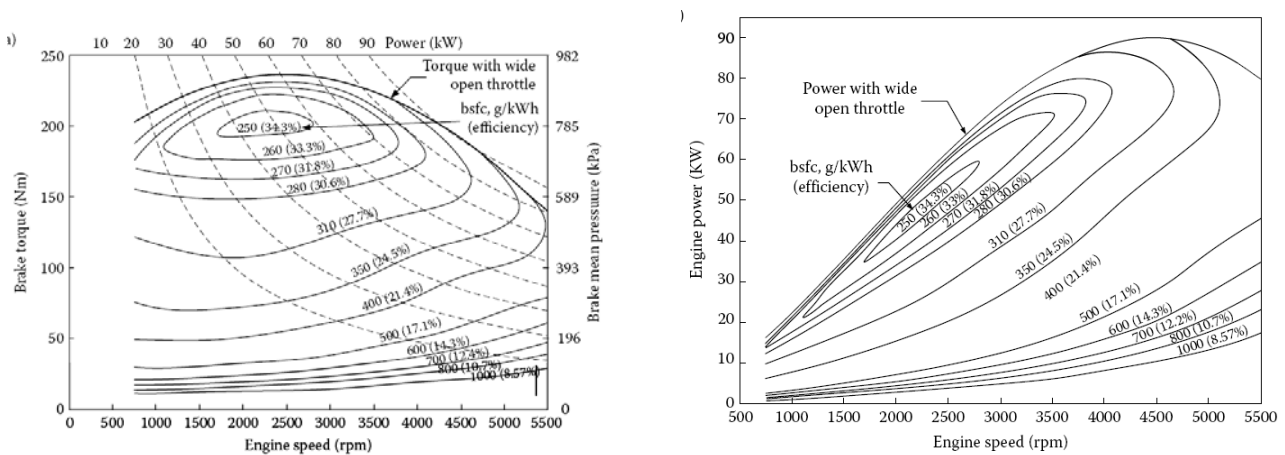 a)
10 20 30 40 50 60 70 80 90 Power (kW)
250
200
150
100
50
0
Brake torque (Nm)
982
785
589
393
196
0
Brake mean pressuure (kPa)
Torque with wide
open throttle
bsfc, g/kWh
(efficiency)
250 (34.3%)
260 (33.3%)
270 (31.8%)
280 (30.6%)
310 (27.7%)
350 (24.5%)
400 (21.4%)
500 (17.1%)
600 (14.3%)
700 (12.4%)
800 (10.7%)
1000 (8.57%)
0 500 1000 1500 2000 2500 3000 3500 4000 4500 5000 5500
Engine speed (rpm)
)
90
80
70
60
50
40
30
20
10
0
Engine power (KW)
Power with wide
open throttle
bsfc, g/kWh
(efficiency)
250 (34.3%)
260 (33%)
270 (31.8%)
280 (30.6%)
310 (27.7%)
350 (24.5%)
400 (21.4%)
500 (17.1%)
600 (14.3%)
700 (12.2%)
800 (10.7%)
1000 (8.57%)
500 1000 1500 2000 2500 3000 3500 4000 4500 5000 5500
Engine speed (rpm)